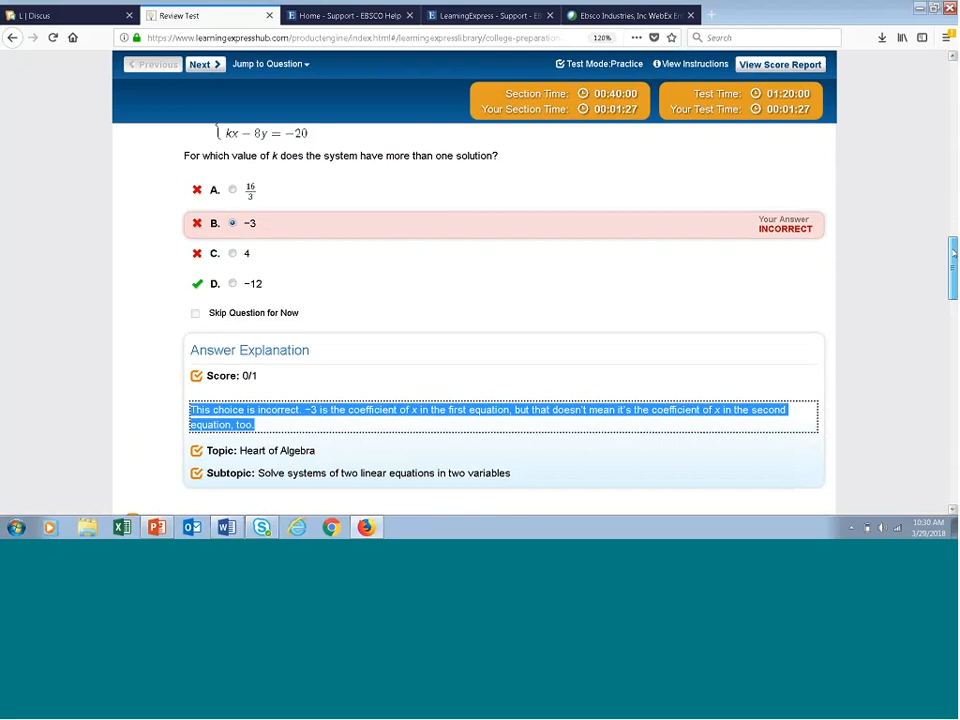 L | Discus
Review Test
Home - Support - EBSCO Help
LearningExpress - Support - EB
Ebsco Industries, Inc WebEx En
https://www.learningexpresshub.com/productengine/index.html#/learningexpresslibrary/college-preparation-
120%
Search
Previous
Next
Jump to Question
Test Mode:Practice
View Instructions
View Score Report
Section Time: 00:40:00
Your Section Time: 00:01:27
Test Time: 01:20:00
Your Test Time: 00:01:27
kx − 8y = −20
For which value of k does the system have more than one solution?
A. 16/3
B. −3
Your Answer
INCORRECT
C. 4
D. −12
Skip Question for Now
Answer Explanation
Score: 0/1
This choice is incorrect. −3 is the coefficient of x in the first equation, but that doesn't mean it's the coefficient of x in the second
equation, too.
Topic: Heart of Algebra
Subtopic: Solve systems of two linear equations in two variables
10:30 AM
3/29/2018